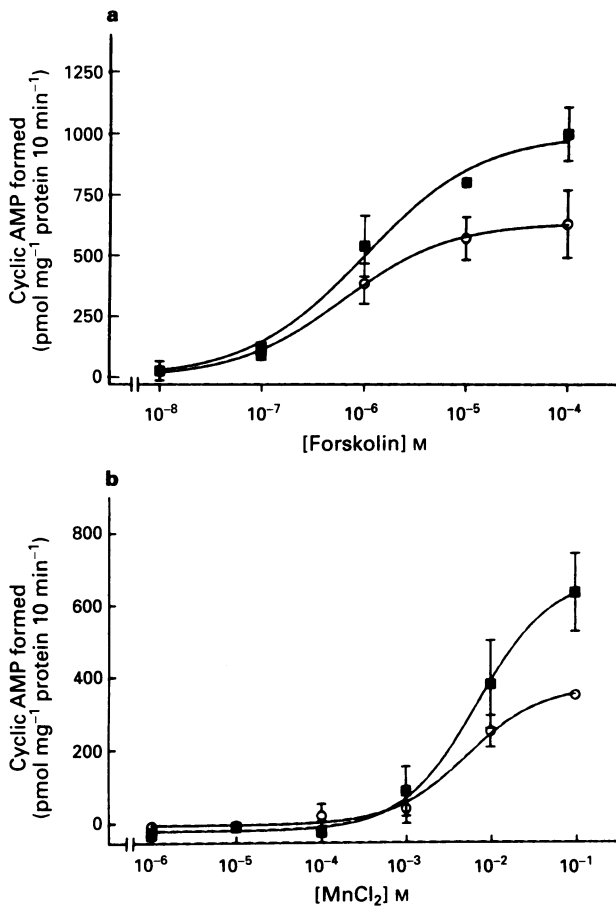 a
Cyclic AMP formed
(pmol mg⁻¹ protein 10 min⁻¹)
1250
1000
750
500
250
0
10⁻⁸ 10⁻⁷ 10⁻⁶ 10⁻⁵ 10⁻⁴
[Forskolin] M
b
Cyclic AMP formed
(pmol mg⁻¹ protein 10 min⁻¹)
800
600
400
200
0
10⁻⁶ 10⁻⁵ 10⁻⁴ 10⁻³ 10⁻² 10⁻¹
[MnCl₂] M